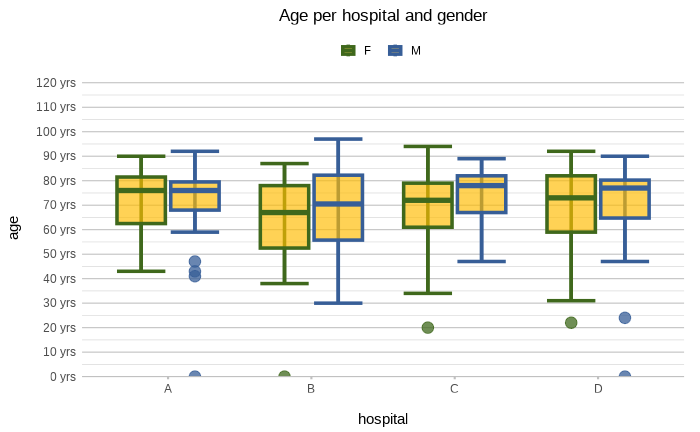 Age per hospital and gender
F M
120 yrs
110 yrs
100 yrs
90 yrs
80 yrs
70 yrs
60 yrs
50 yrs
40 yrs
30 yrs
20 yrs
10 yrs
0 yrs
age
A B C D
hospital